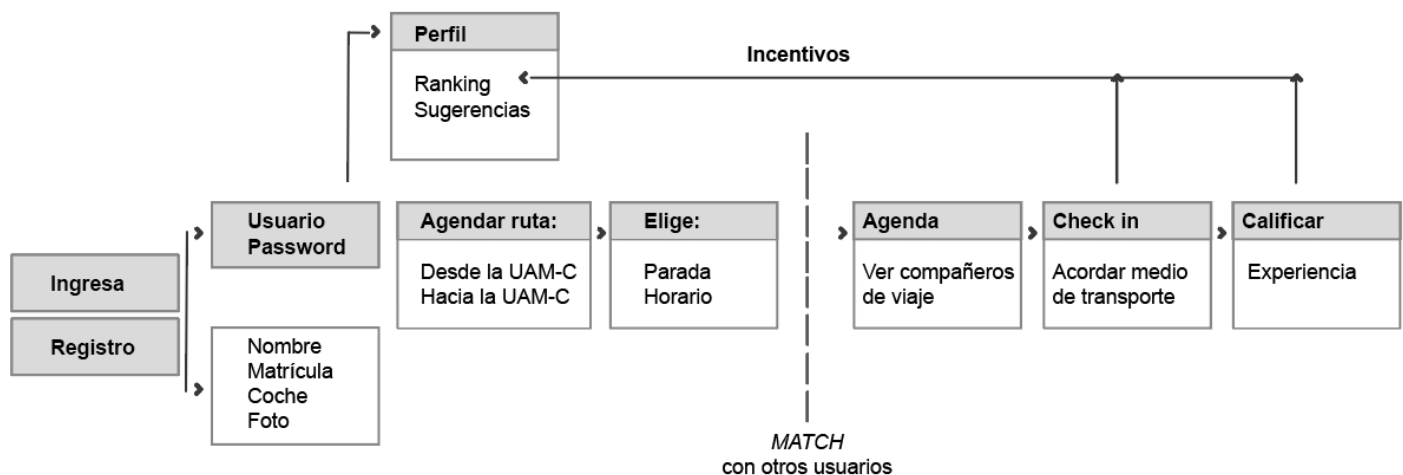 Perfil
Ranking
Sugerencias
Incentivos
Ingresa
Registro
Usuario
Password
Nombre
Matrícula
Coche
Foto
Agendar ruta:
Desde la UAM-C
Hacia la UAM-C
Elige:
Parada
Horario
MATCH
con otros usuarios
Agenda
Ver compañeros
de viaje
Check in
Acordar medio
de transporte
Calificar
Experiencia